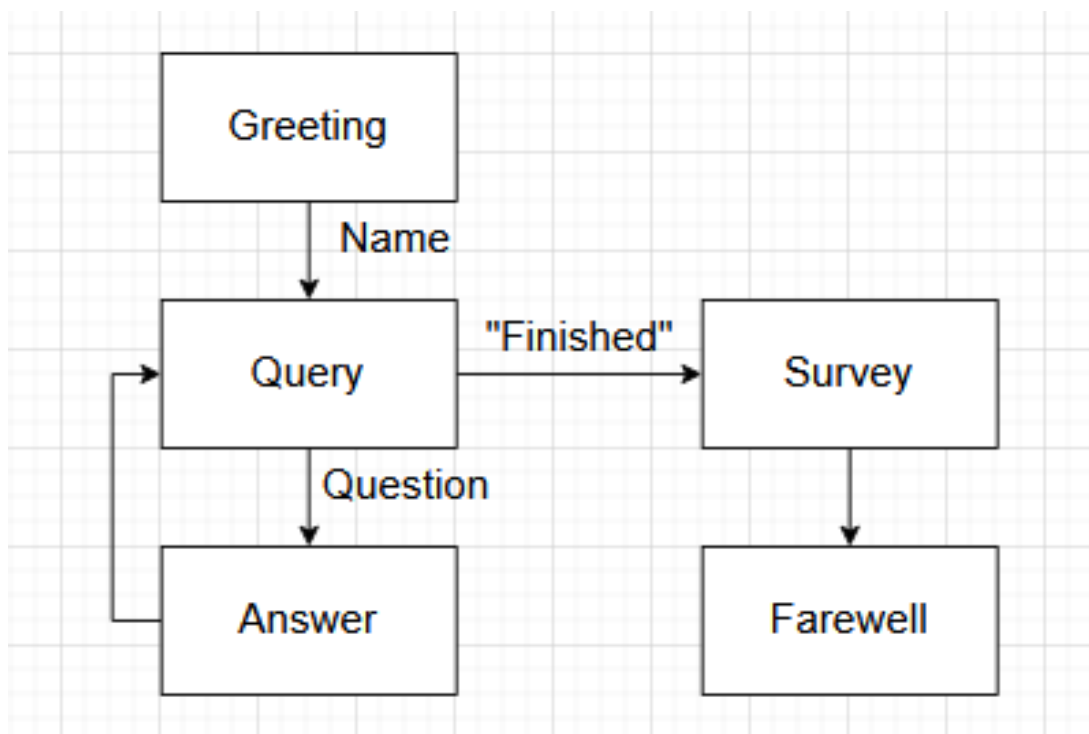 Greeting
Name
Query
"Finished"
Survey
Question
Answer
Farewell